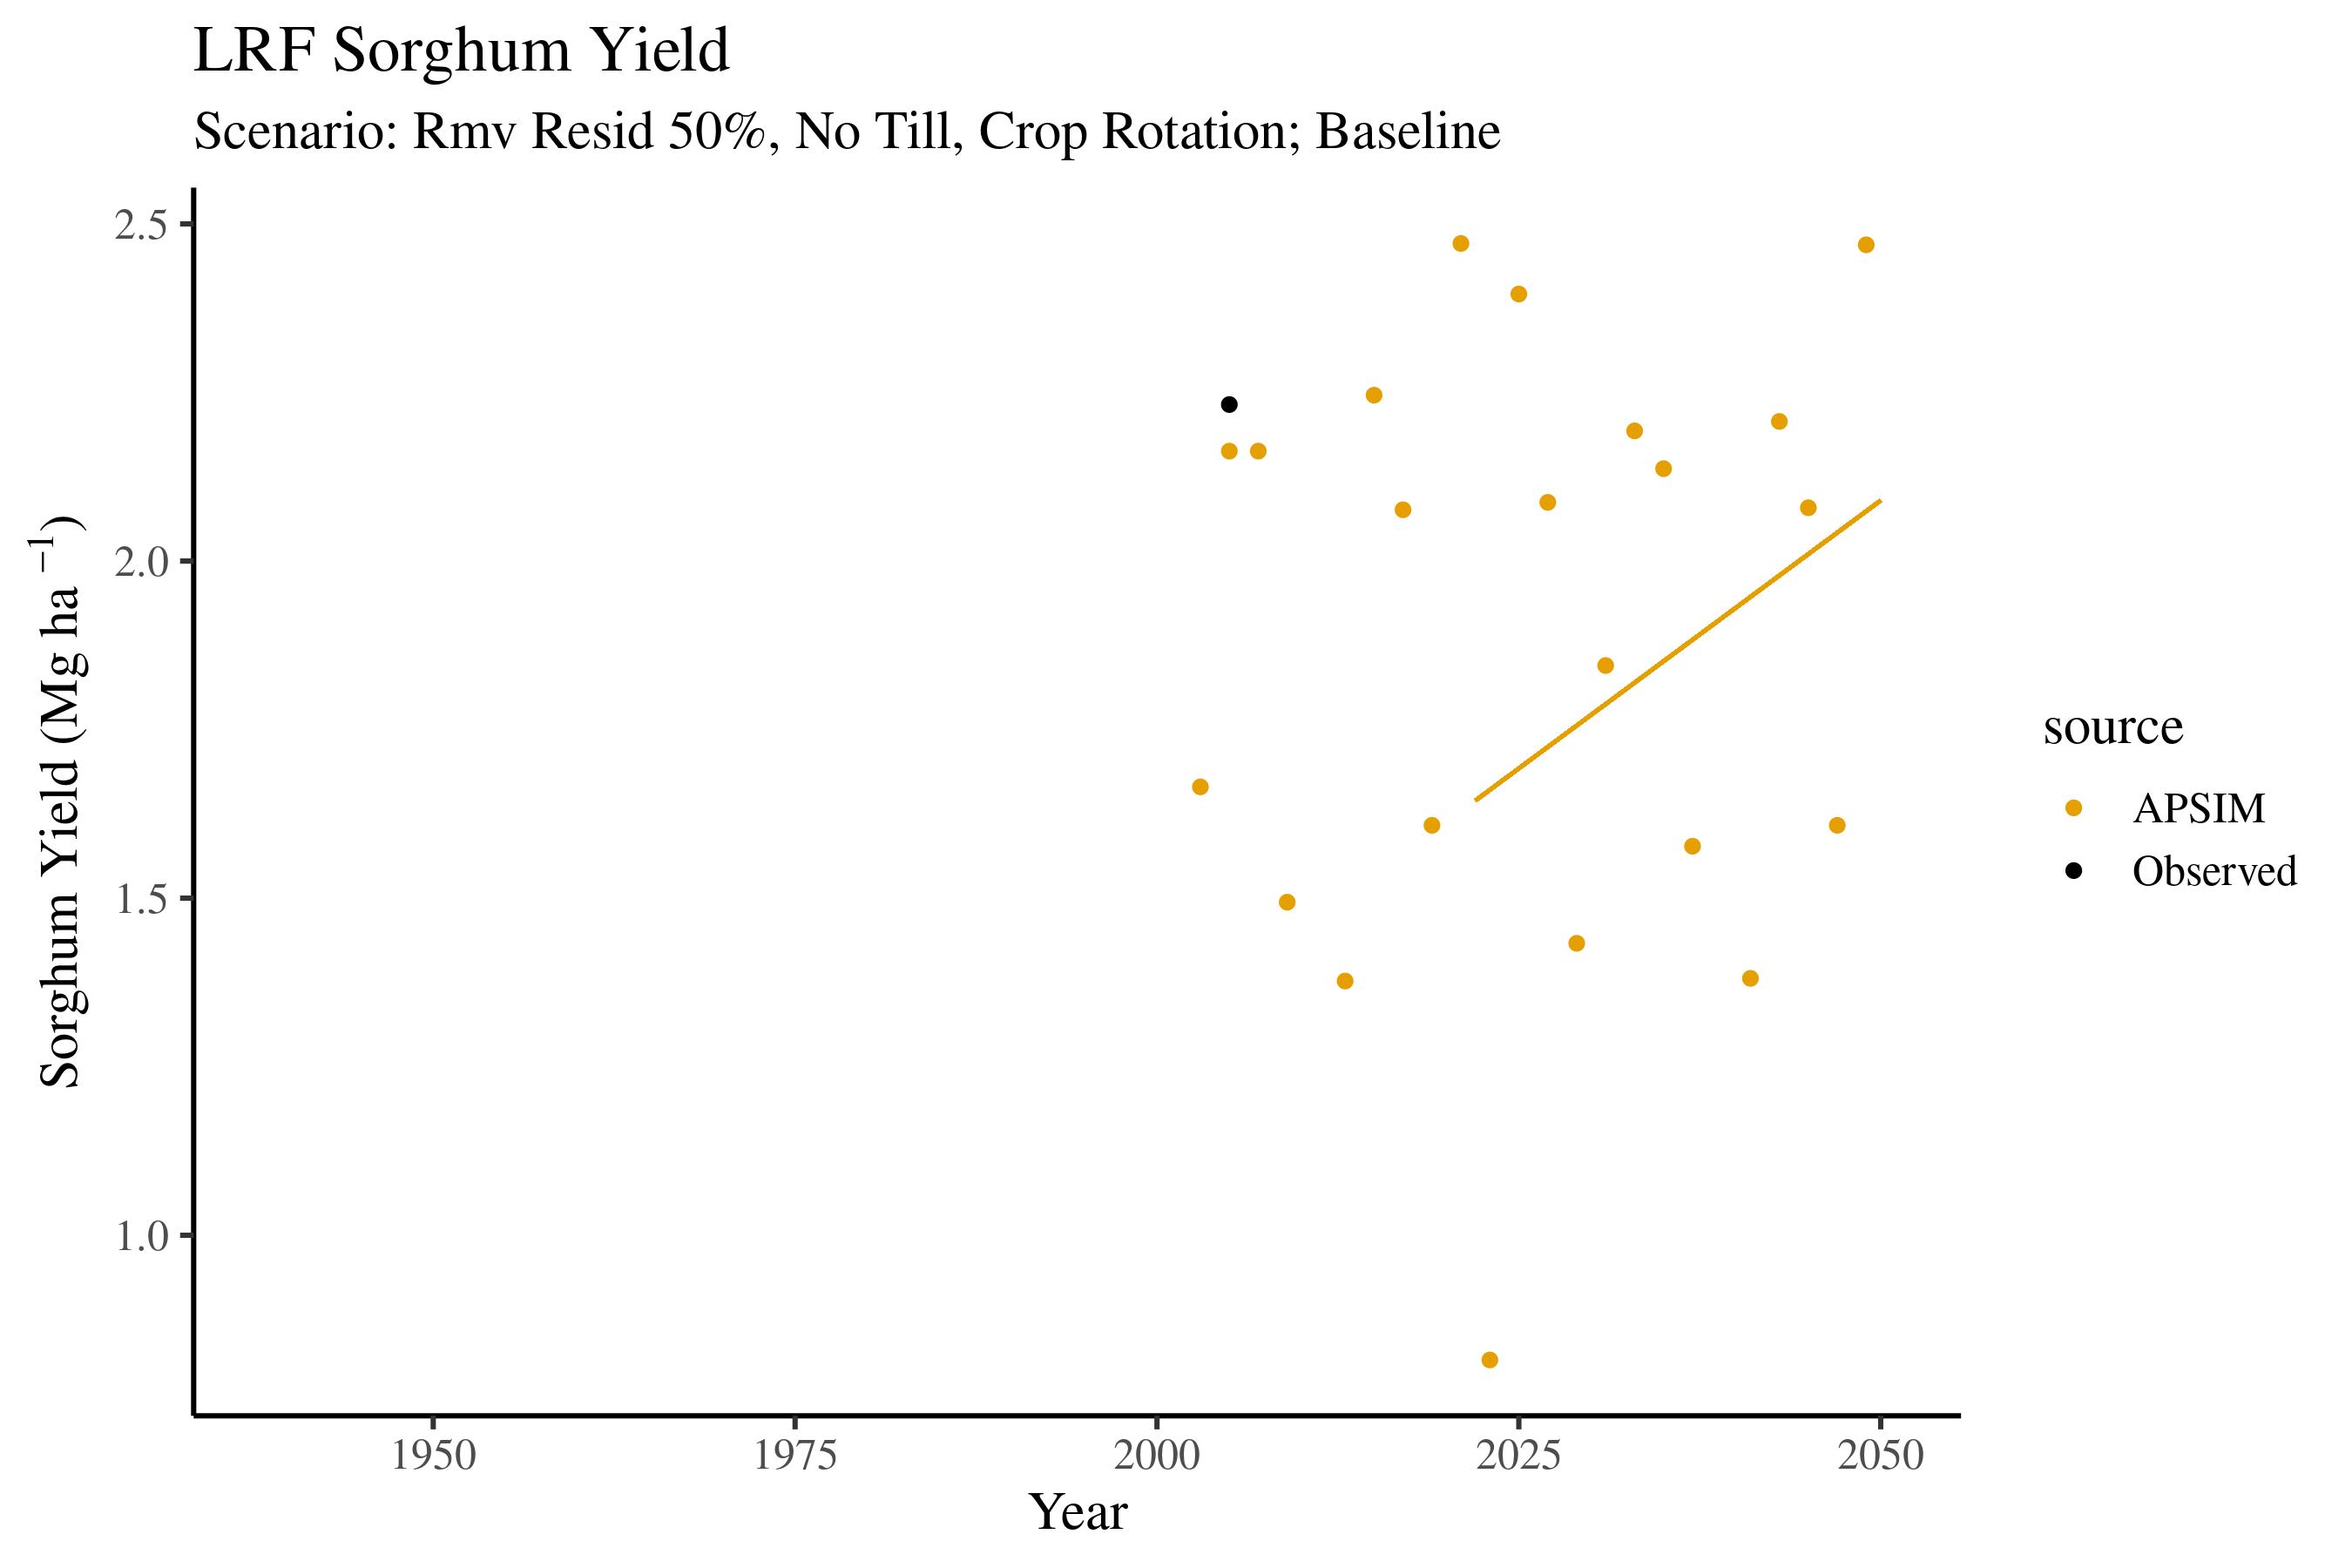 LRF Sorghum Yield
Scenario: Rmv Resid 50%, No Till, Crop Rotation; Baseline
Sorghum Yield (Mg ha −1)
2.5
2.0
1.5
1.0
1950
1975
2000
2025
2050
Year
source
APSIM
Observed